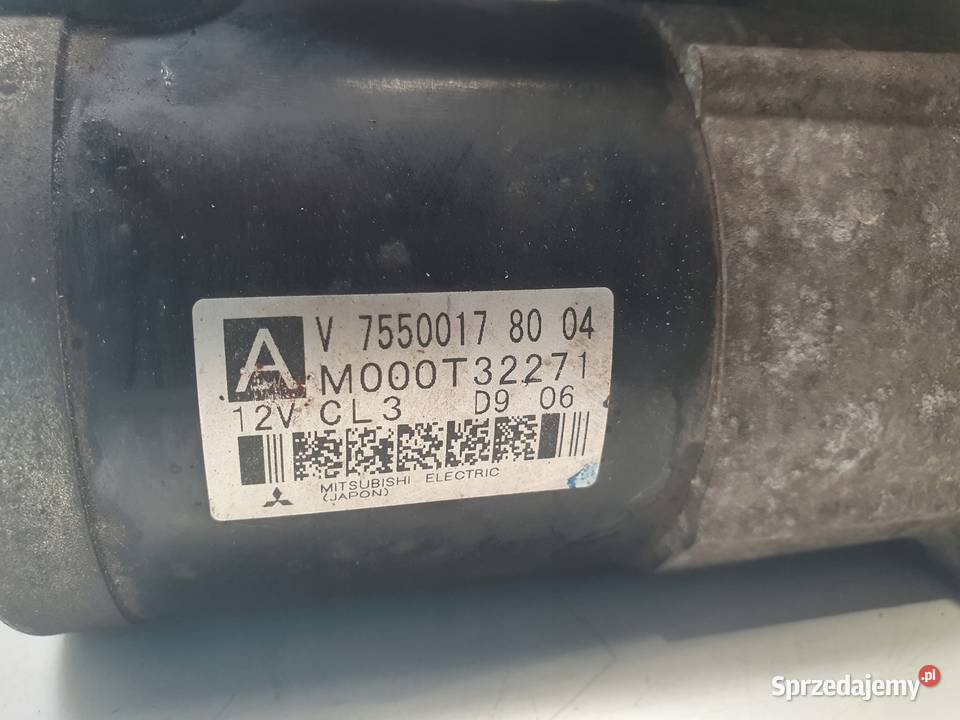 A V 7550017 80 04
M000T32271
12V CL3 D9 06
MITSUBISHI ELECTRIC
(JAPON)
Sprzedajemy.pl